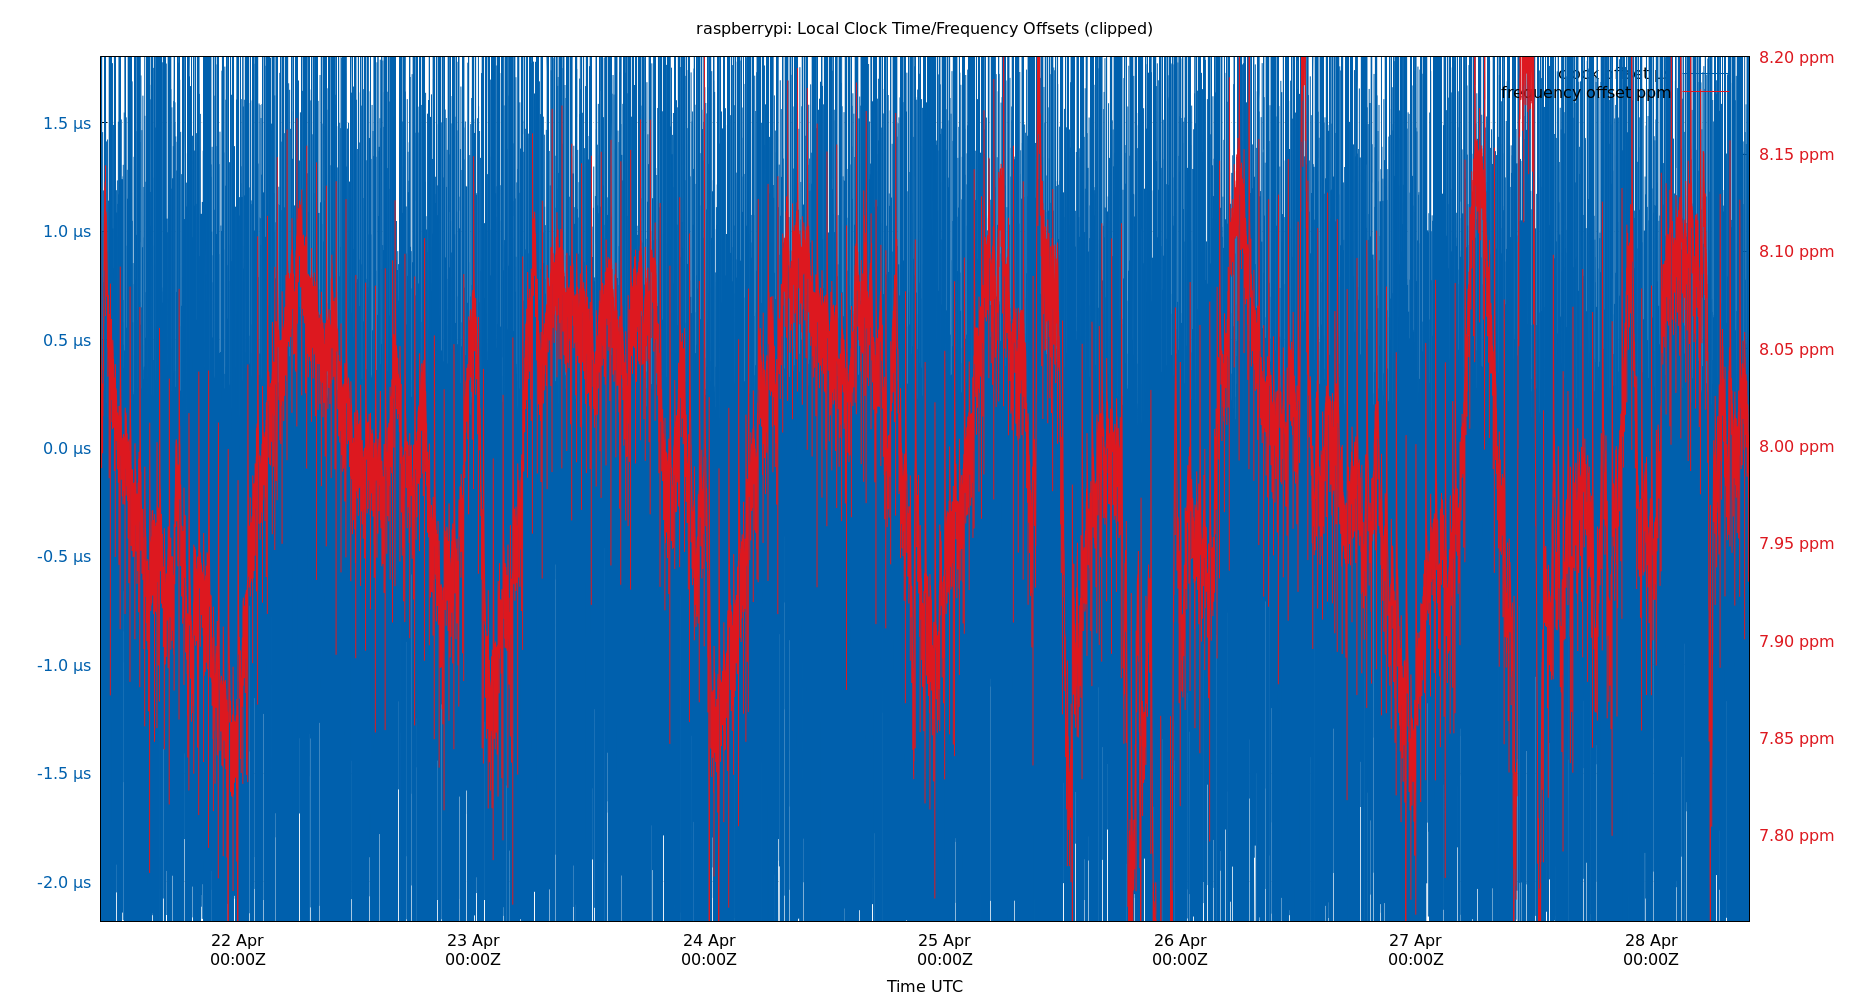 raspberrypi: Local Clock Time/Frequency Offsets (clipped)
8.20 ppm
clock offset
frequency offset ppm
1.5 µs
8.15 ppm
1.0 µs
8.10 ppm
0.5 µs
8.05 ppm
0.0 µs
8.00 ppm
-0.5 µs
7.95 ppm
-1.0 µs
7.90 ppm
-1.5 µs
7.85 ppm
-2.0 µs
7.80 ppm
22 Apr 23 Apr 24 Apr 25 Apr 26 Apr 27 Apr 28 Apr
00:00Z 00:00Z 00:00Z 00:00Z 00:00Z 00:00Z 00:00Z
Time UTC